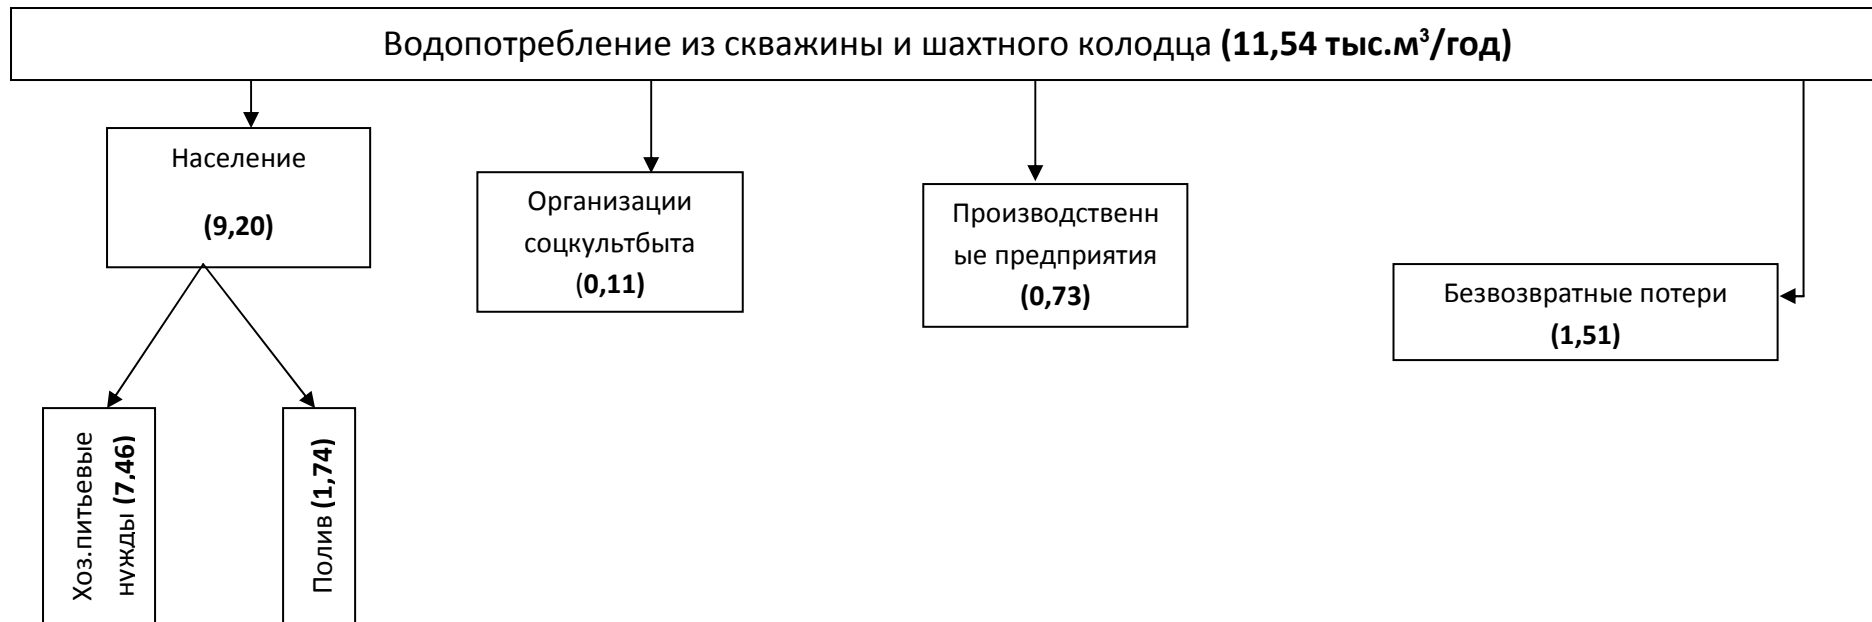 Водопотребление из скважины и шахтного колодца (11,54 тыс.м³/год)
Население
(9,20)
Организации
соцкультбыта
(0,11)
Производственн
ые предприятия
(0,73)
Безвозвратные потери
(1,51)
Хоз.питьевые
нужды (7,46)
Полив (1,74)